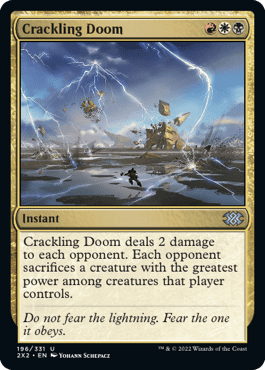 Crackling Doom
Instant
Crackling Doom deals 2 damage
to each opponent. Each opponent
sacrifices a creature with the greatest
power among creatures that player
controls.
Do not fear the lightning. Fear the one
it obeys.
196/331 U
2X2 • EN YOHANN SCHEPACZ
™ & © 2022 Wizards of the Coast